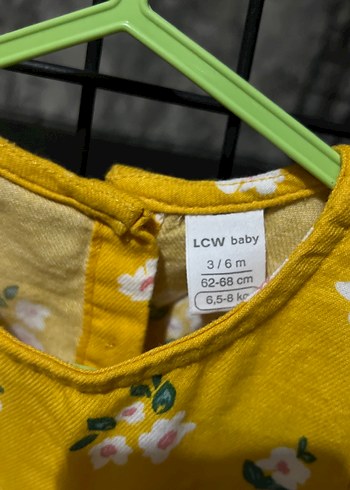 LCW baby
3 / 6 m
62-68 cm
6,5-8 kg